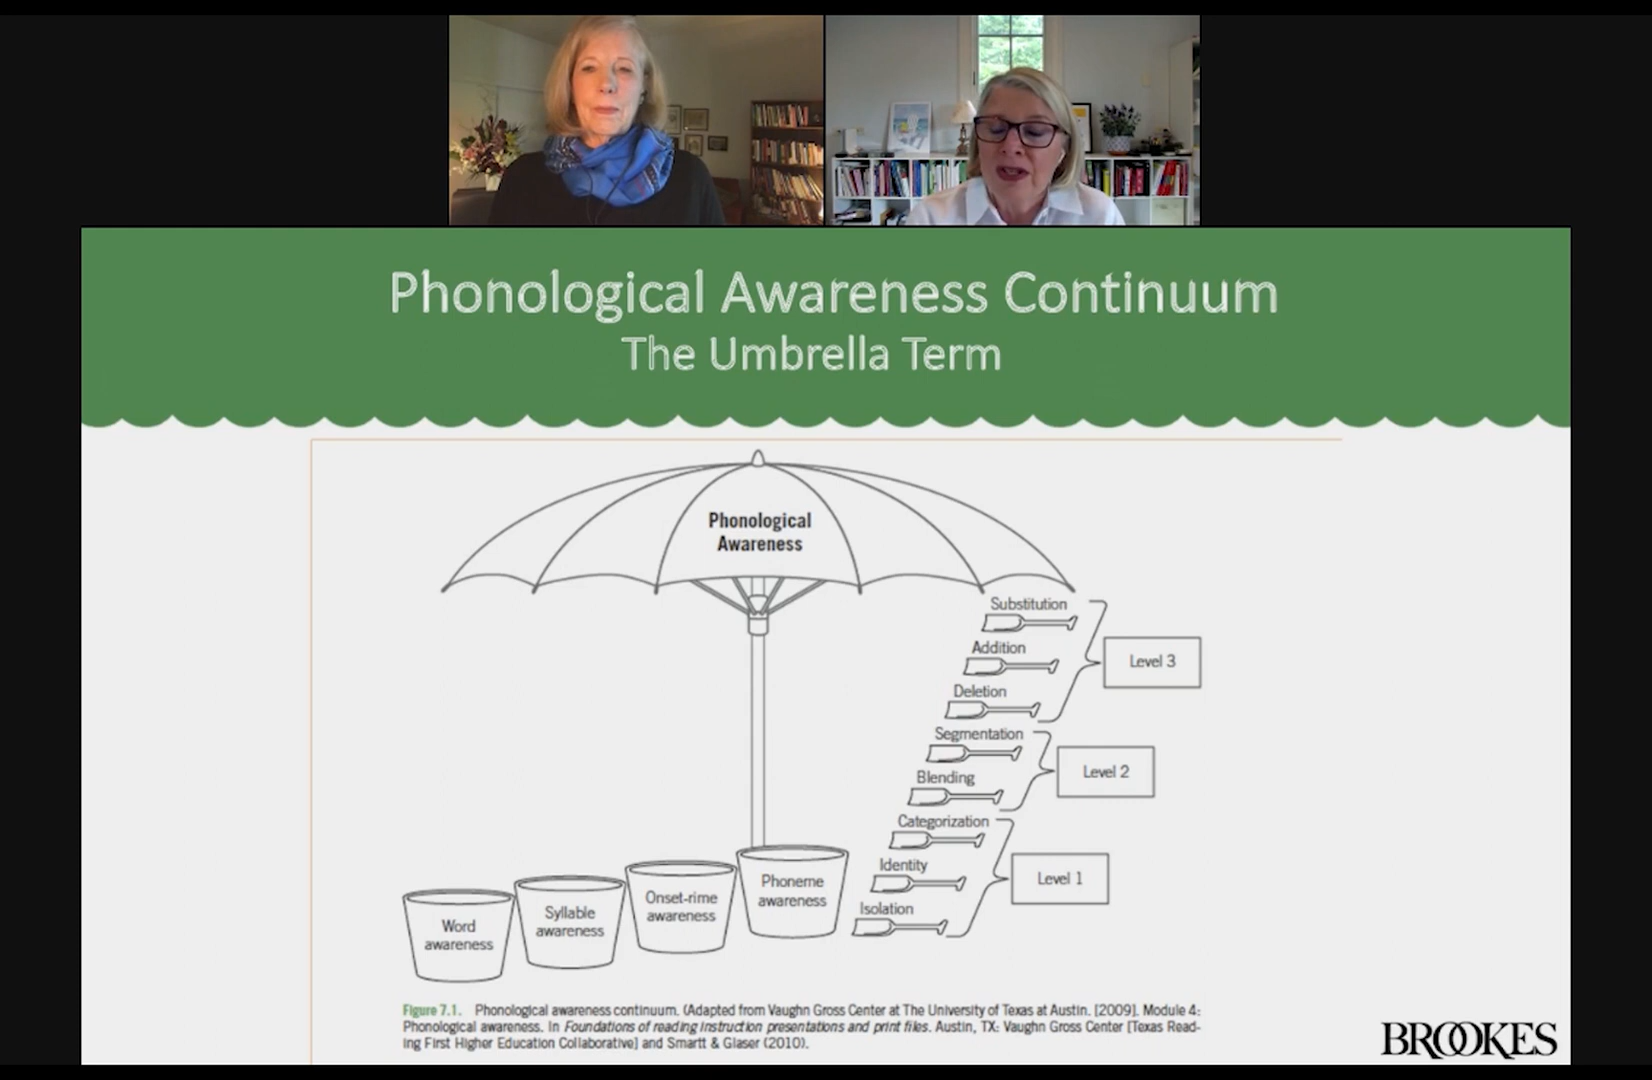 Phonological Awareness Continuum
The Umbrella Term
Phonological
Awareness
Substitution
Addition
Level 3
Deletion
Segmentation
Blending
Level 2
Categorization
Identity
Isolation
Level 1
Word
awareness
Syllable
awareness
Onset-rime
awareness
Phoneme
awareness
Figure 7.1. Phonological awareness continuum. (Adapted from Vaughn Gross Center at The University of Texas at Austin. [2009]. Module 4:
Phonological awareness. In Foundations of reading instruction presentations and print files. Austin, TX: Vaughn Gross Center [Texas Read-
ing First Higher Education Collaborative] and Smartt & Glaser (2010).
BROOKES